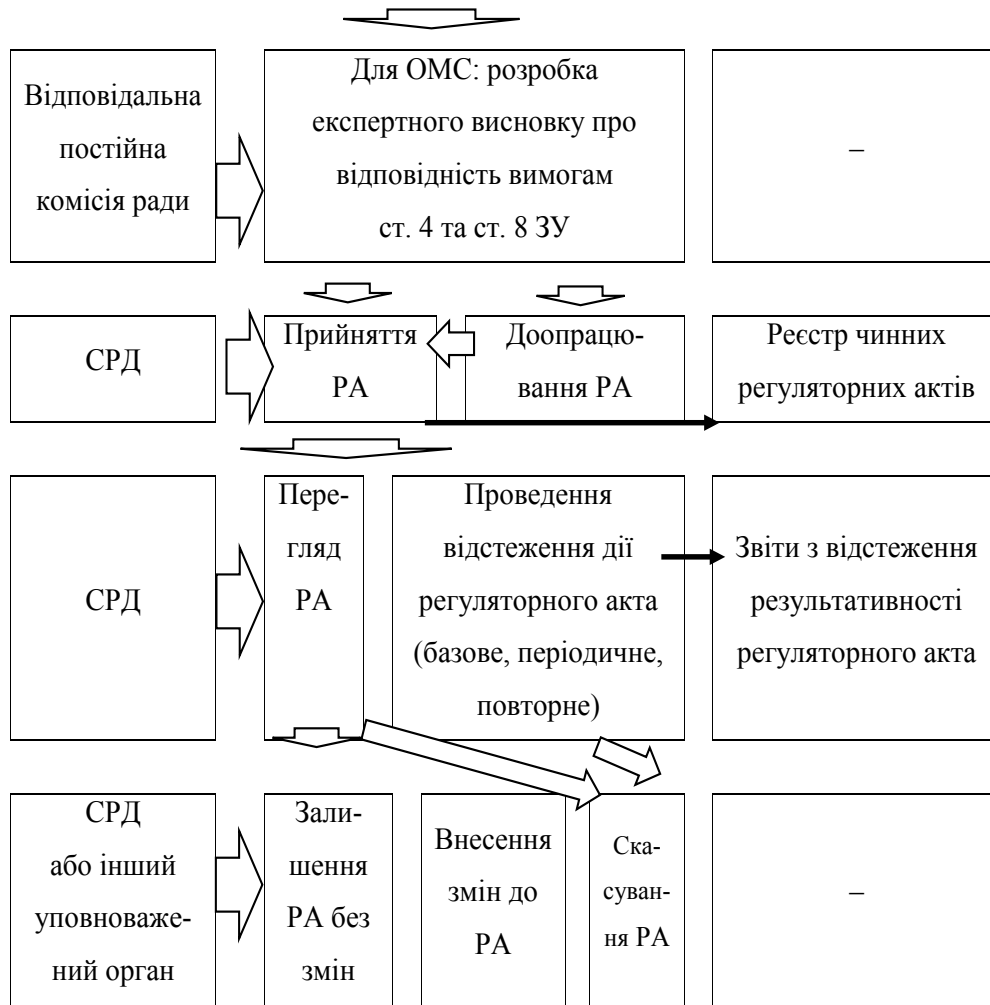 Відповідальна
постійна
комісія ради
Для ОМС: розробка
експертного висновку про
відповідність вимогам
ст. 4 та ст. 8 ЗУ
–
СРД
Прийняття
РА
Доопрацю-
вання РА
Реєстр чинних
регуляторних актів
СРД
Пере-
гляд
РА
Проведення
відстеження дії
регуляторного акта
(базове, періодичне,
повторне)
Звіти з відстеження
результативності
регуляторного акта
СРД
або інший
уповноваже-
ний орган
Зали-
шення
РА без
змін
Внесення
змін до
РА
Ска-
суван-
ня РА
–